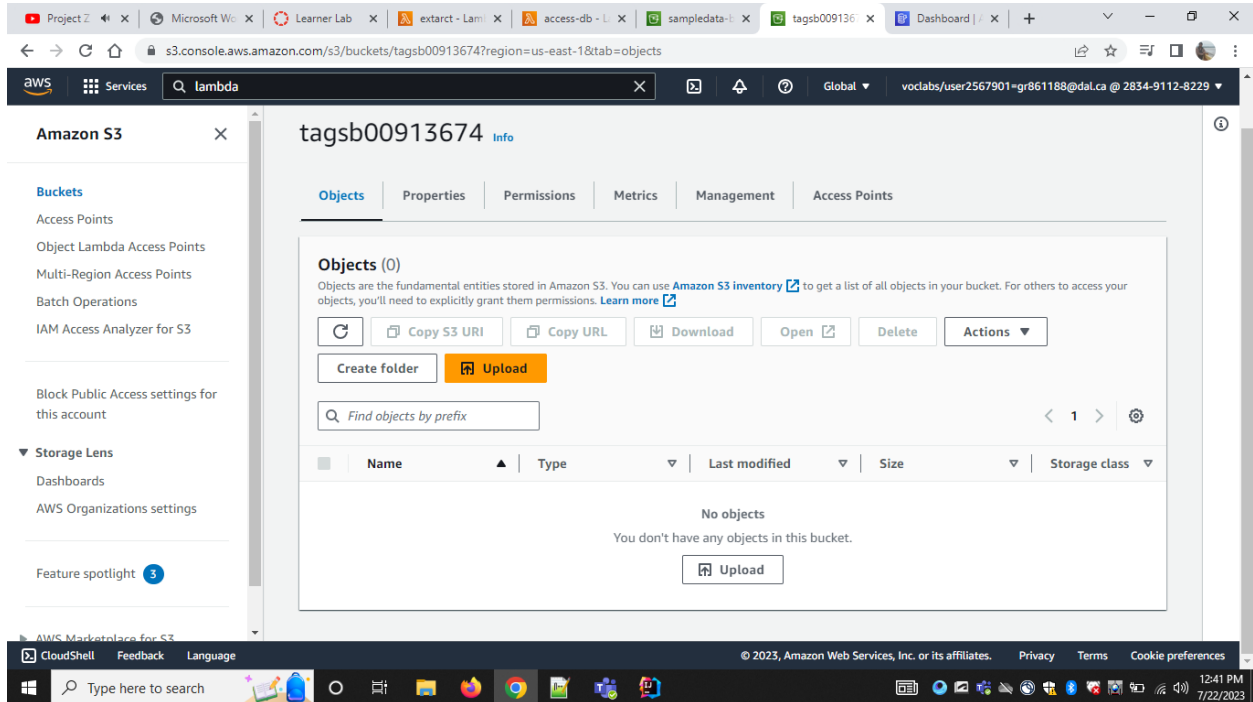 Project Z
Microsoft Wo
Learner Lab
extarct - Lam
access-db - L
sampledata-b
tagsb0091367
Dashboard | A
s3.console.aws.amazon.com/s3/buckets/tagsb00913674?region=us-east-1&tab=objects
aws
Services
lambda
Global
voclabs/user2567901=gr861188@dal.ca @ 2834-9112-8229
Amazon S3
Buckets
Access Points
Object Lambda Access Points
Multi-Region Access Points
Batch Operations
IAM Access Analyzer for S3
Block Public Access settings for
this account
Storage Lens
Dashboards
AWS Organizations settings
Feature spotlight 3
AWS Marketplace for S3
tagsb00913674 Info
Objects Properties Permissions Metrics Management Access Points
Objects (0)
Objects are the fundamental entities stored in Amazon S3. You can use Amazon S3 inventory to get a list of all objects in your bucket. For others to access your
objects, you'll need to explicitly grant them permissions. Learn more
Copy S3 URI Copy URL Download Open Delete Actions
Create folder Upload
Find objects by prefix
1
Name Type Last modified Size Storage class
No objects
You don't have any objects in this bucket.
Upload
CloudShell Feedback Language
© 2023, Amazon Web Services, Inc. or its affiliates. Privacy Terms Cookie preferences
Type here to search
12:41 PM
7/22/2023